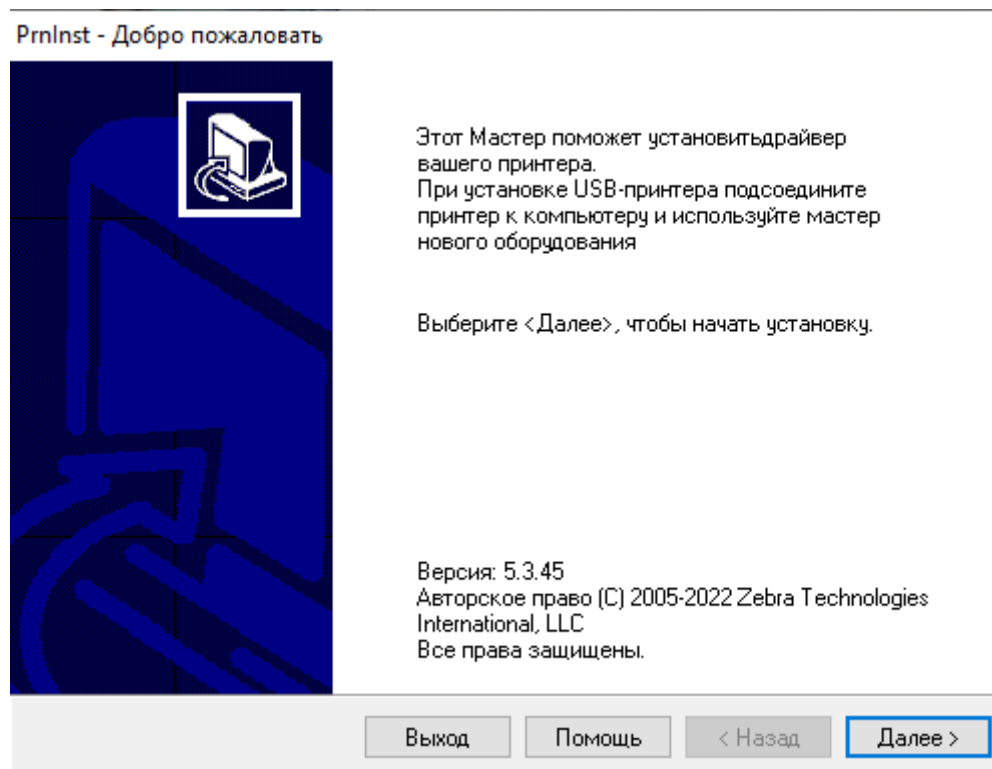 PrnInst - Добро пожаловать
Этот Мастер поможет установитьдрайвер
вашего принтера.
При установке USB-принтера подсоедините
принтер к компьютеру и используйте мастер
нового оборудования
Выберите <Далее>, чтобы начать установку.
Версия: 5.3.45
Авторское право (C) 2005-2022 Zebra Technologies
International, LLC
Все права защищены.
Выход Помощь < Назад Далее >